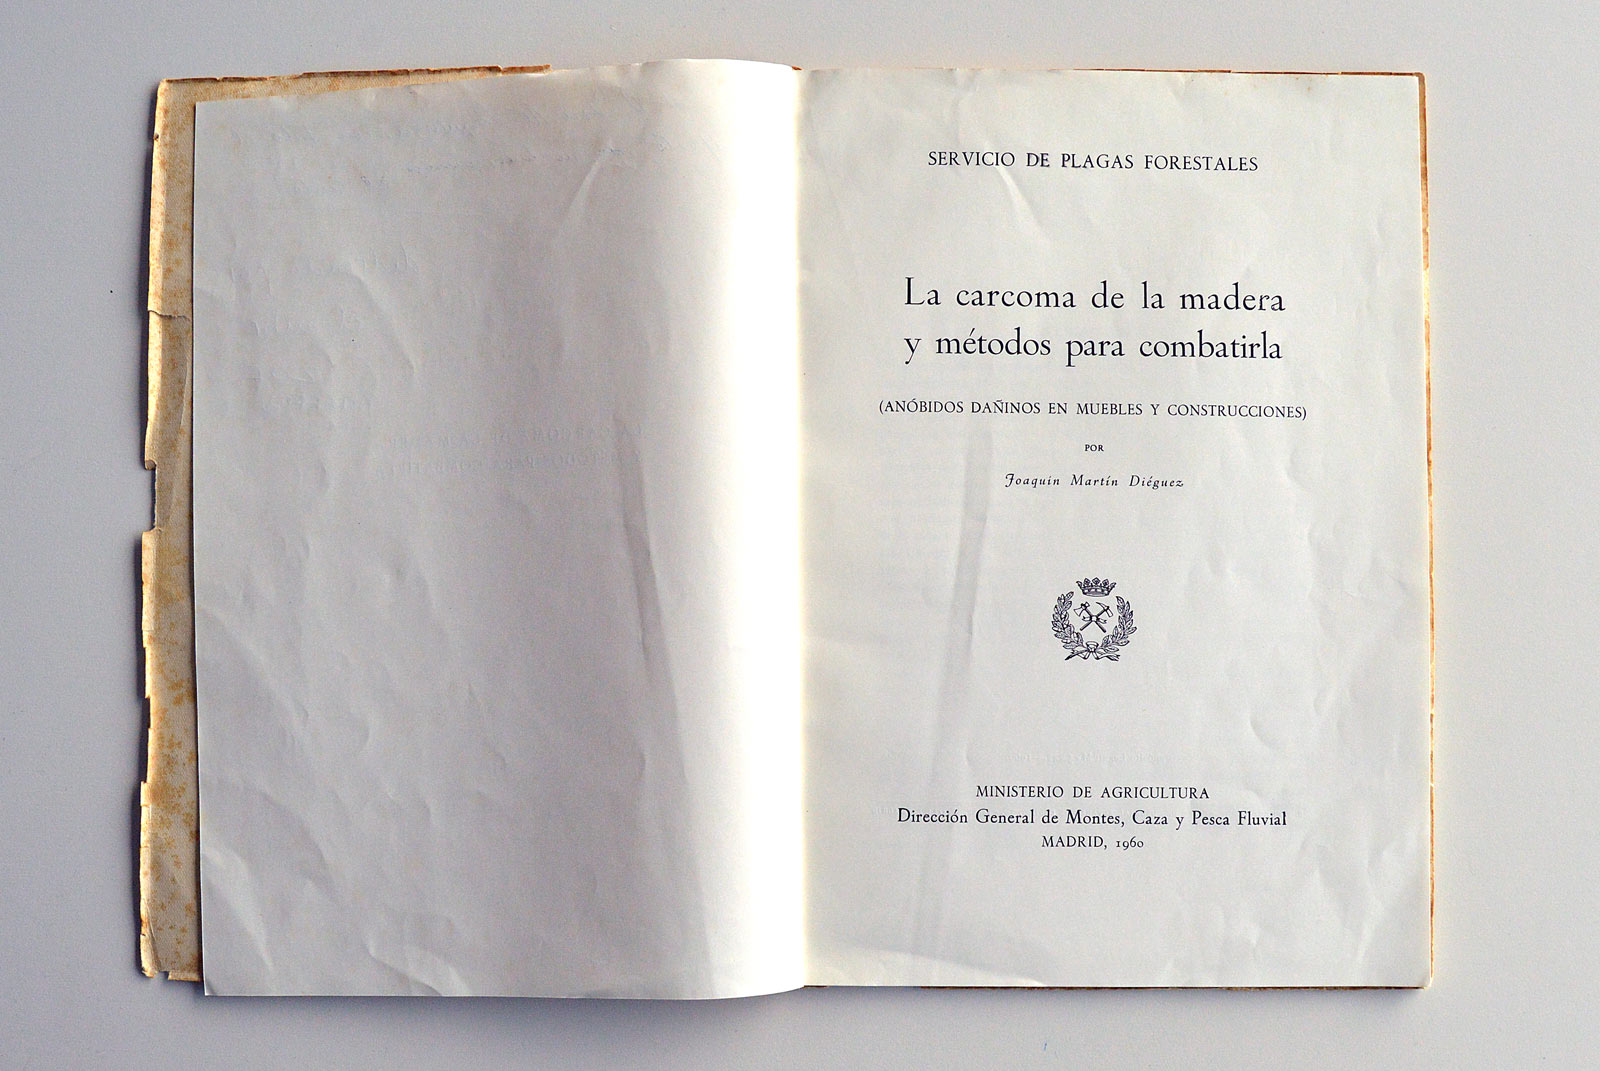 SERVICIO DE PLAGAS FORESTALES
La carcoma de la madera
y métodos para combatirla
(ANÓBIDOS DAÑINOS EN MUEBLES Y CONSTRUCCIONES)
POR
Joaquín Martín Diéguez
MINISTERIO DE AGRICULTURA
Dirección General de Montes, Caza y Pesca Fluvial
MADRID, 1960